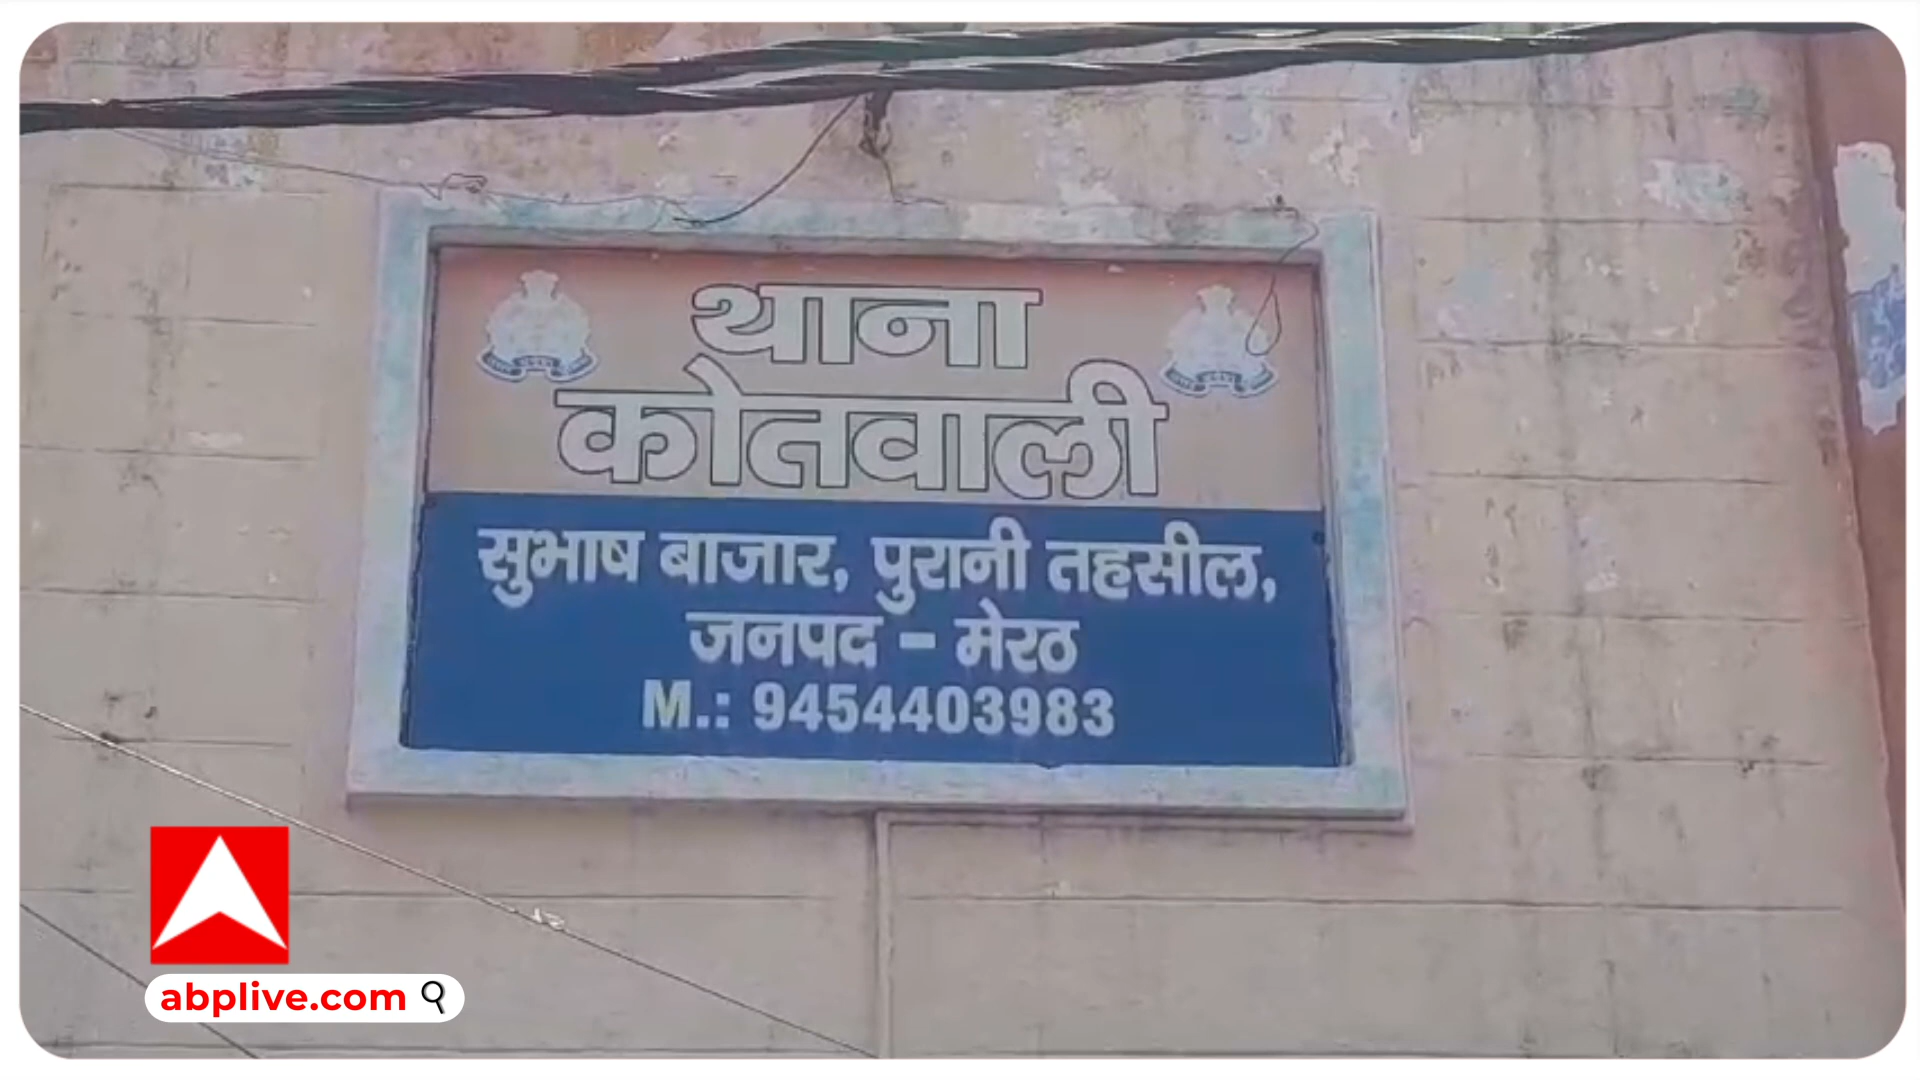 थाना
कोतवाली
सुभाष बाजार, पुरानी तहसील,
जनपद - मेरठ
M.: 9454403983
abplive.com